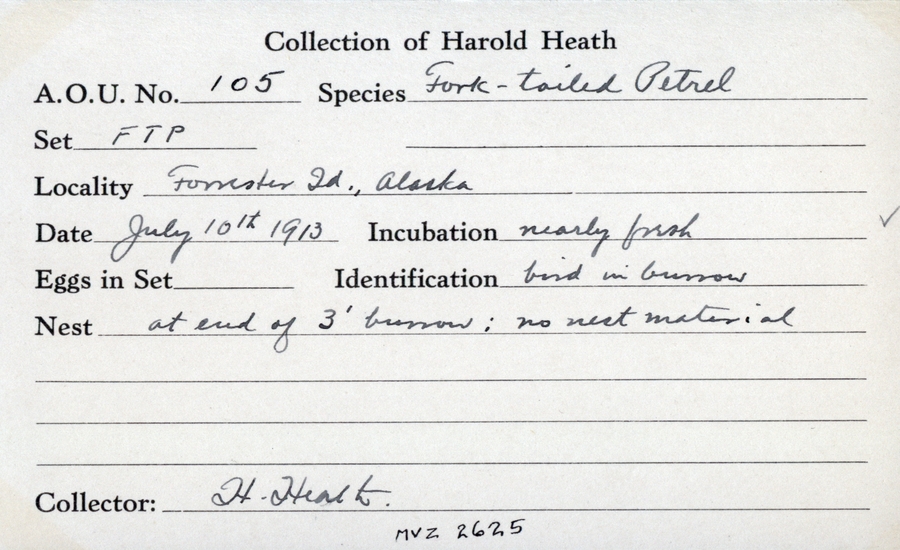 Collection of Harold Heath
A.O.U. No. 105 Species Fork-tailed Petrel
Set FTP
Locality Forrester Id., Alaska
Date July 10th 1913 Incubation nearly fresh
Eggs in Set Identification bird in burrow
Nest at end of 3' burrow; no nest material
Collector: H. Heath.
MVZ 2625